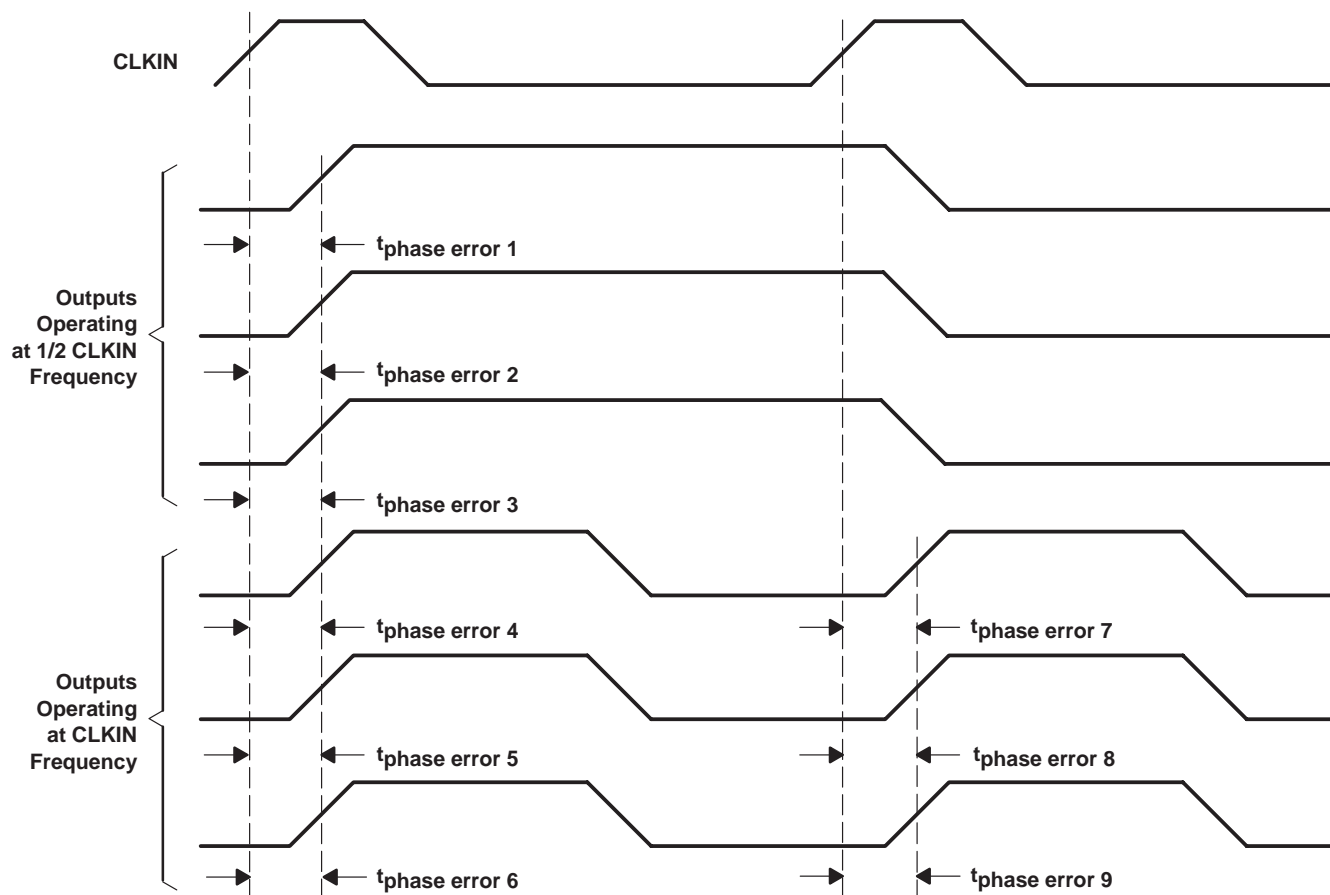 CLKIN
tphase error 1
Outputs
Operating
at 1/2 CLKIN
Frequency
tphase error 2
tphase error 3
tphase error 4
tphase error 7
Outputs
Operating
at CLKIN
Frequency
tphase error 5
tphase error 8
tphase error 6
tphase error 9